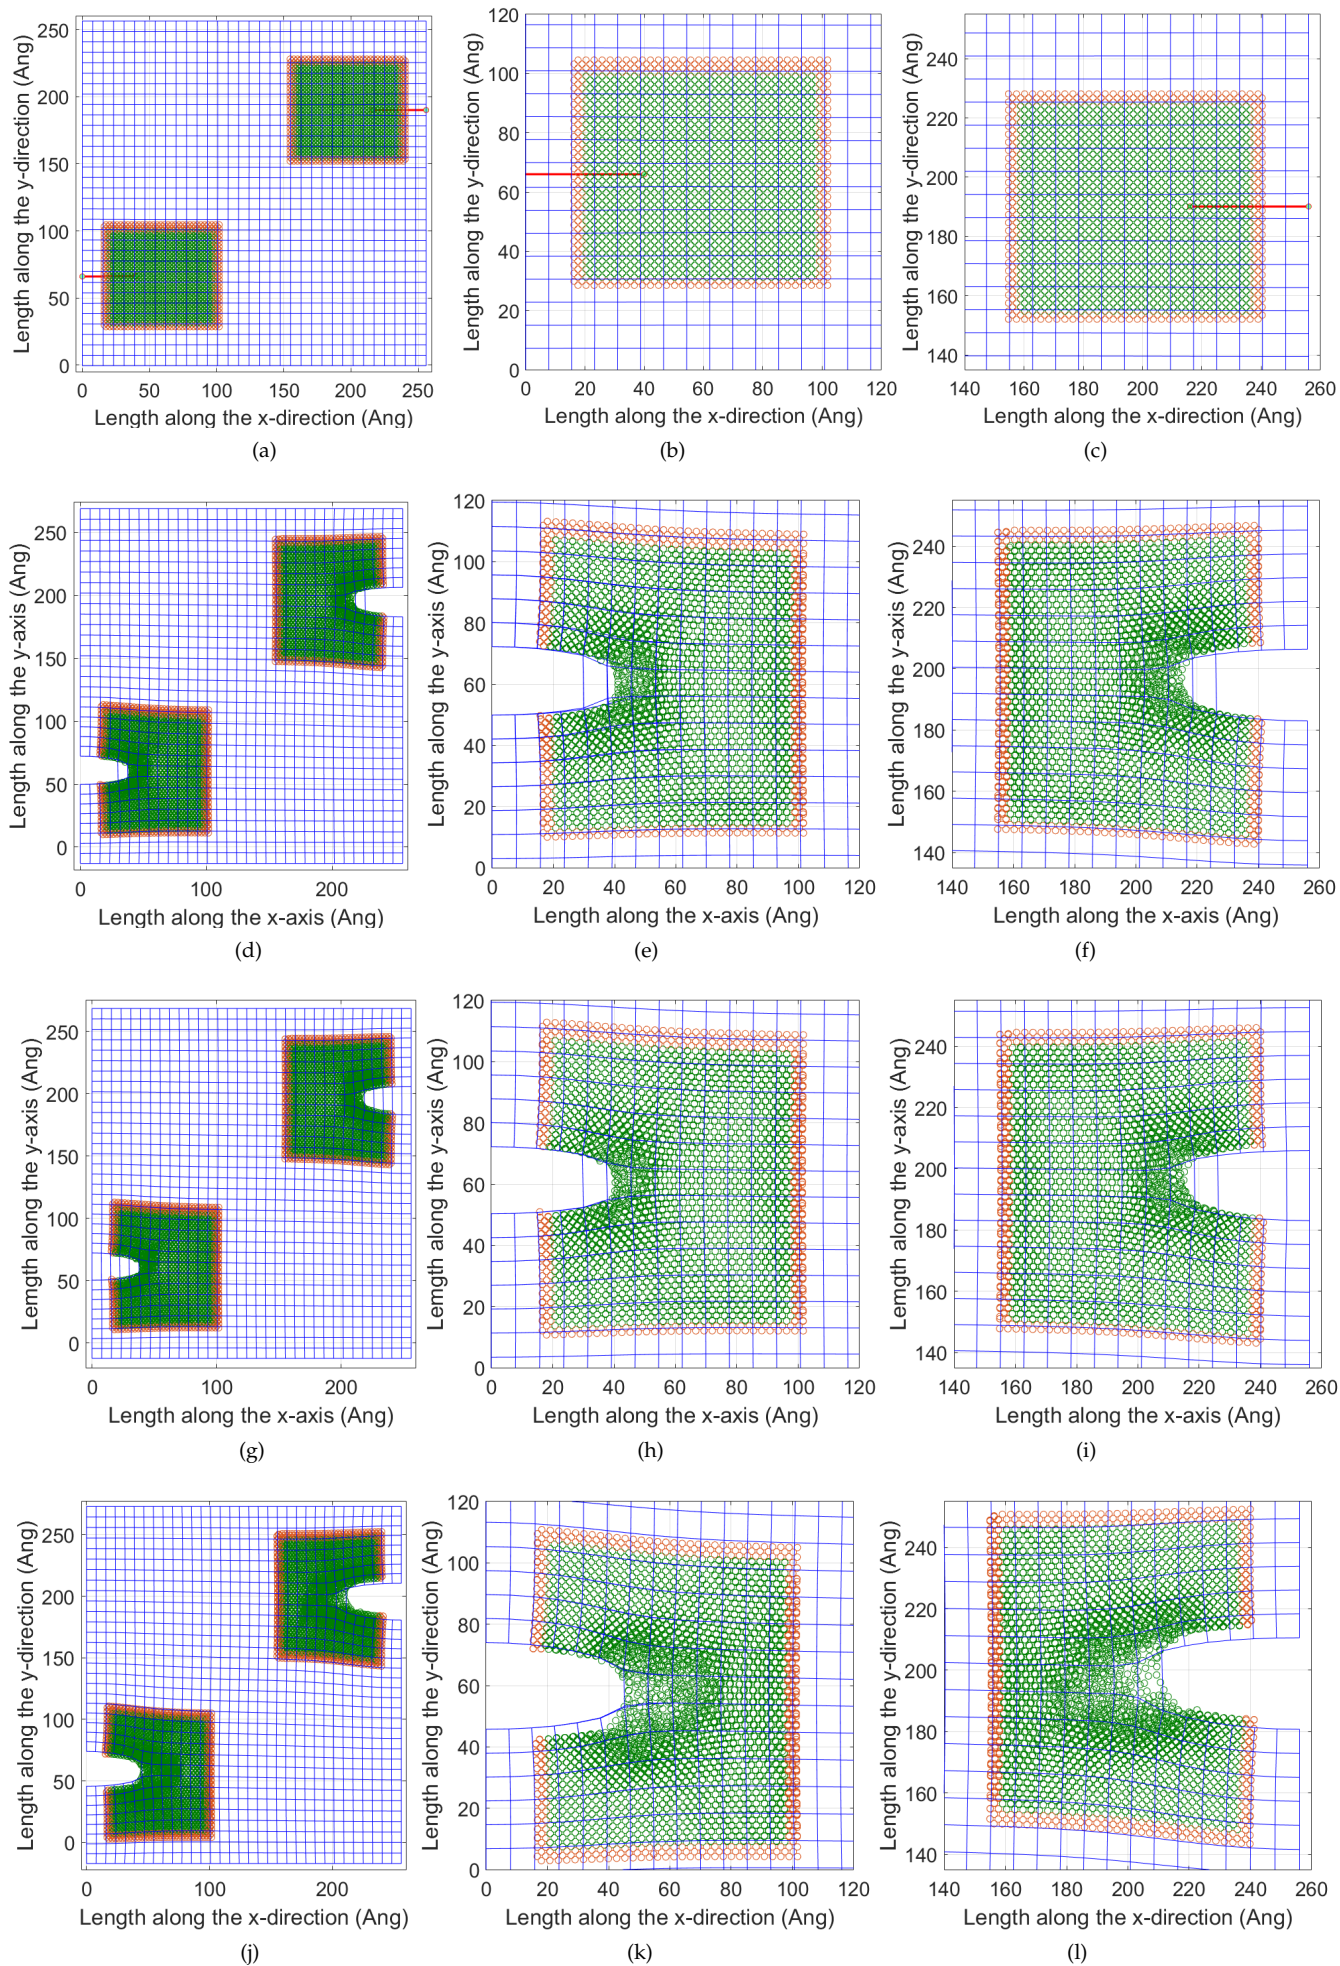 Length along the y-direction (Ang)
250
200
150
100
50
0
0 50 100 150 200 250
Length along the x-direction (Ang)
(a)
Length along the y-direction (Ang)
120
100
80
60
40
20
0
0 20 40 60 80 100 120
Length along the x-direction (Ang)
(b)
Length along the y-direction (Ang)
240
220
200
180
160
140
140 160 180 200 220 240 260
Length along the x-direction (Ang)
(c)
Length along the y-axis (Ang)
250
200
150
100
50
0
0 100 200
Length along the x-axis (Ang)
(d)
Length along the y-axis (Ang)
120
100
80
60
40
20
0
0 20 40 60 80 100 120
Length along the x-axis (Ang)
(e)
Length along the y-axis (Ang)
240
220
200
180
160
140
140 160 180 200 220 240 260
Length along the x-axis (Ang)
(f)
Lemgth along the y-axis (Ang)
250
200
150
100
50
0
0 100 200
Length along the x-axis (Ang)
(g)
Length along the y-axis (Ang)
120
100
80
60
40
20
0
0 20 40 60 80 100 120
Length along the x-axis (Ang)
(h)
Length along the y-axis (Ang)
240
220
200
180
160
140
140 160 180 200 220 240 260
Length along the x-axis (Ang)
(i)
Length along the y-direction (Ang)
250
200
150
100
50
0
0 100 200
Length along the x-direction (Ang)
(j)
Length along the y-direction (Ang)
120
100
80
60
40
20
0
0 20 40 60 80 100 120
Length along the x-direction (Ang)
(k)
Length along the y-direction (Ang)
240
220
200
180
160
140
140 160 180 200 220 240 260
Length along the x-direction (Ang)
(l)